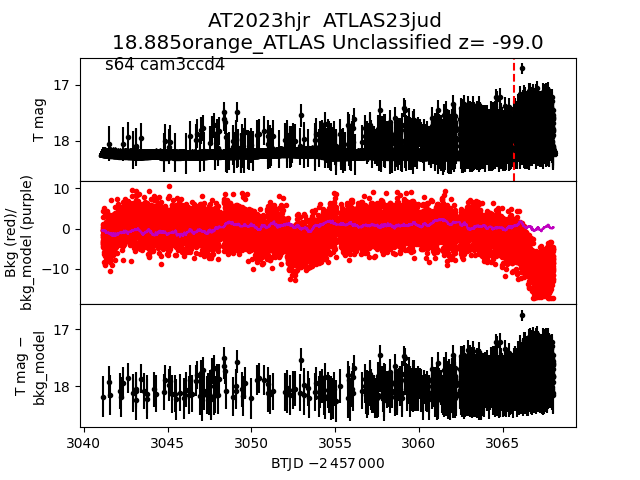 AT2023hjr  ATLAS23jud
18.885orange_ATLAS Unclassified z= -99.0
s64 cam3ccd4
T mag
17
18
Bkg (red)/
bkg_model (purple)
10
0
−10
T mag −
bkg_model
17
18
3040 3045 3050 3055 3060 3065
BTJD −2 457 000